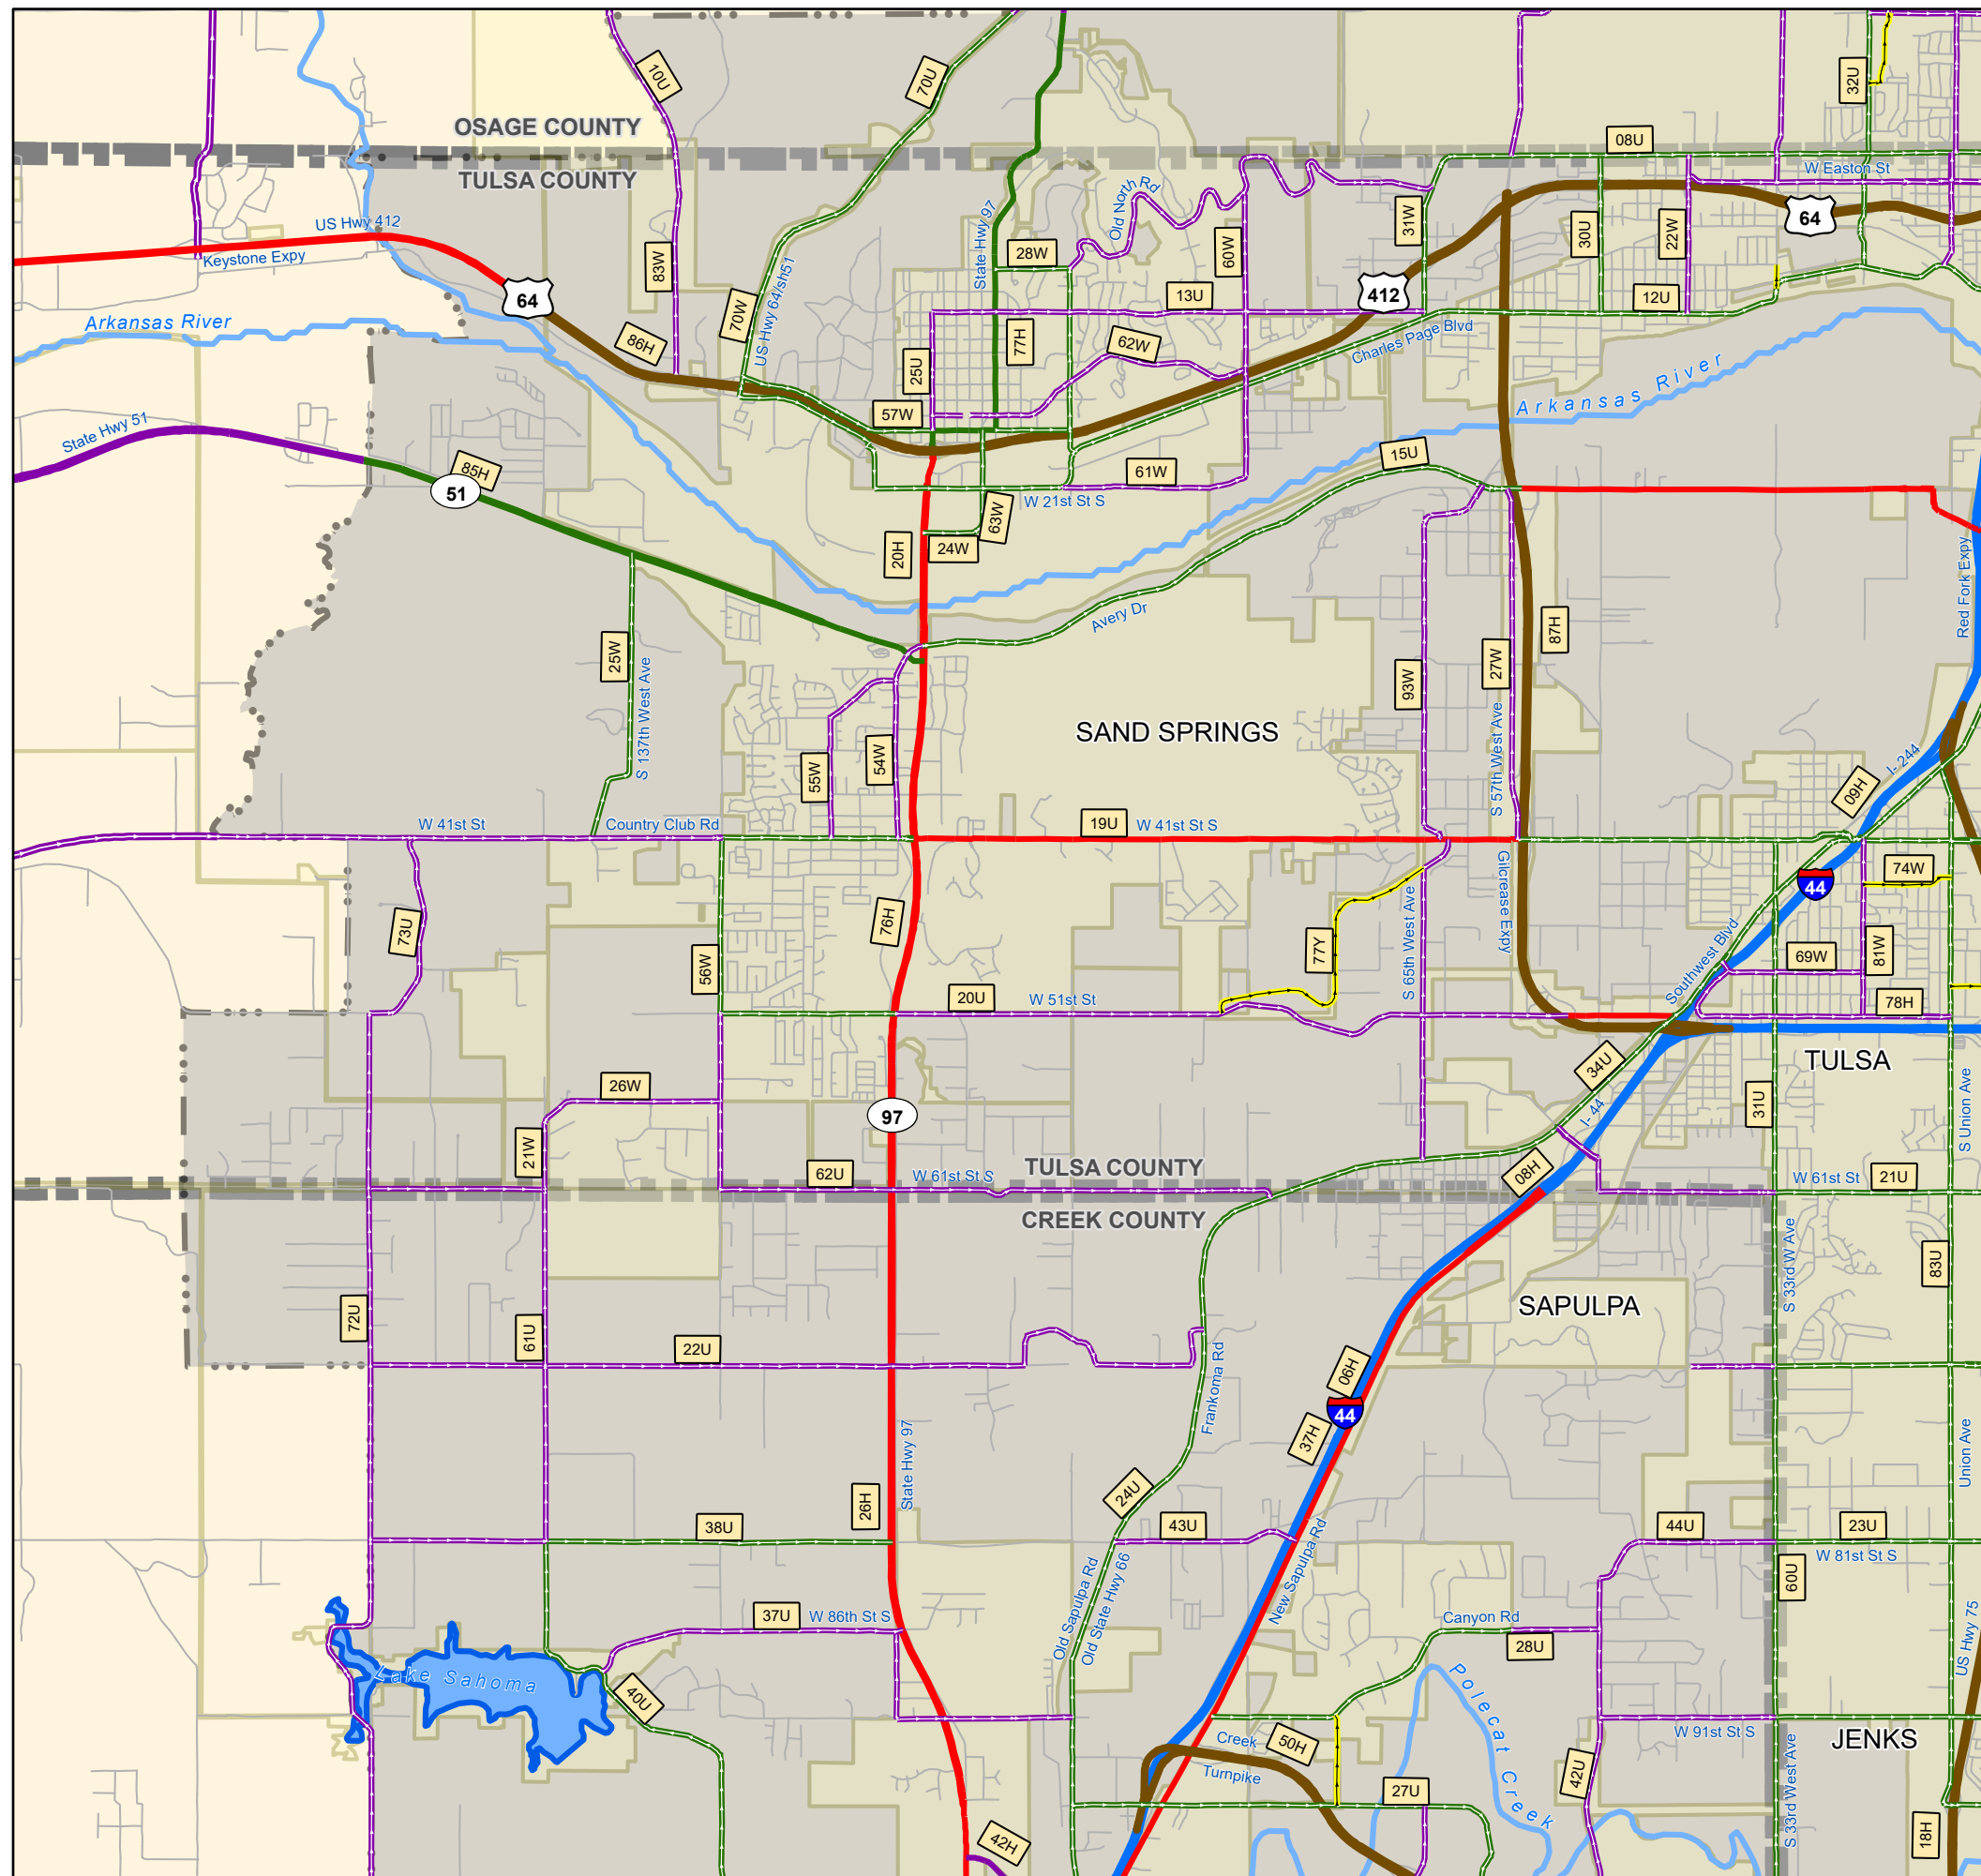 10U
70U
32U
OSAGE COUNTY
TULSA COUNTY
08U
W Easton St
US Hwy 412
Keystone Expy
64
83W
70W
US Hwy 64/sh51
State Hwy 97
28W
Old North Rd
60W
31W
30U
22W
64
13U
412
12U
Arkansas River
86H
25U
77H
62W
Charles Page Blvd
Arkansas River
57W
State Hwy 51
85H
51
61W
15U
W 21st St S
63W
20H
24W
Red Fork Expy
Avery Dr
25W
S 137th West Ave
93W
27W
87H
S 57th West Ave
SAND SPRINGS
55W
54W
I- 244
09H
W 41st St
Country Club Rd
19U
W 41st St S
Gilcrease Expy
44
74W
73U
76H
56W
77Y
S 65th West Ave
Southwest Blvd
69W
81W
20U
W 51st St
78H
TULSA
34U
26W
97
I- 44
31U
S Union Ave
21W
62U
W 61st St S
TULSA COUNTY
CREEK COUNTY
08H
W 61st St
21U
S 33rd W Ave
83U
72U
61U
22U
SAPULPA
Frankoma Rd
06H
44
37H
State Hwy 97
Union Ave
26H
24U
38U
43U
New Sapulpa Rd
44U
23U
W 81st St S
Old Sapulpa Rd
Old State Hwy 66
60U
37U
W 86th St S
Canyon Rd
28U
US Hwy 75
Lake Sahoma
40U
Polecat Creek
Creek
Turnpike
50H
W 91st St S
JENKS
42U
27U
S 33rd West Ave
42H
18H